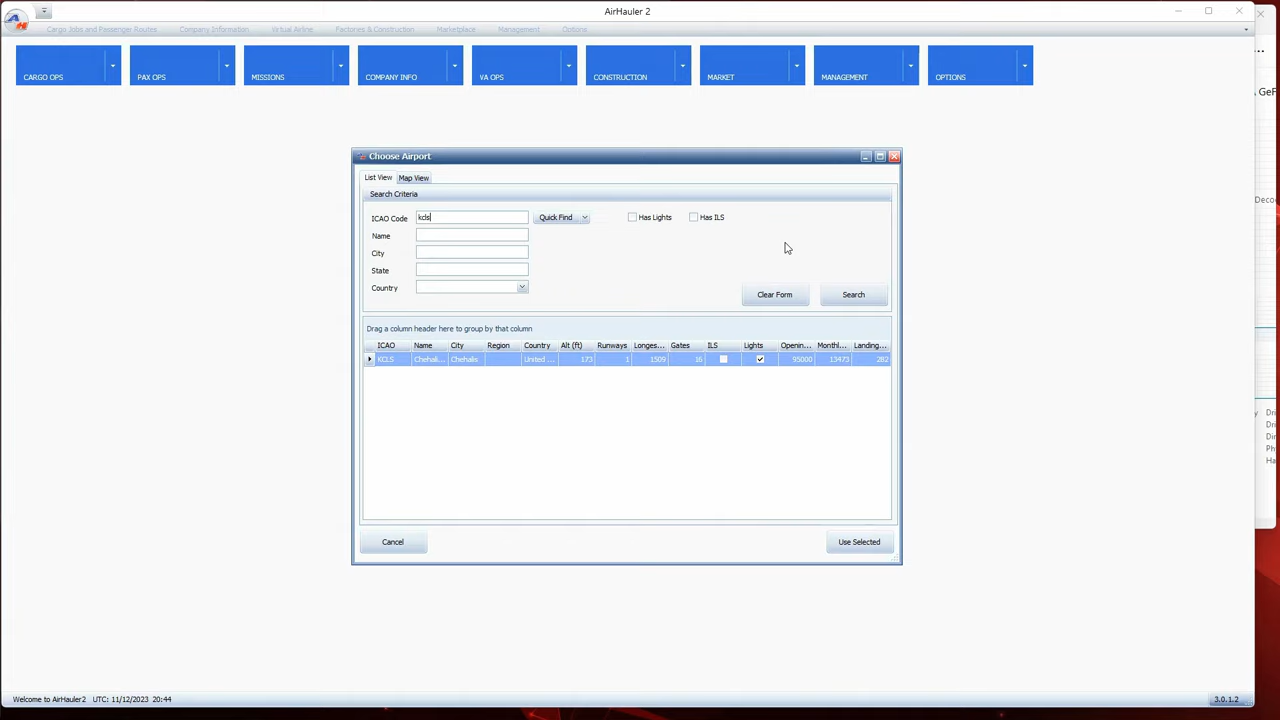 AirHauler 2
Cargo Jobs and Passenger Routes Company Information Virtual Airline Factories & Construction Marketplace Management Options
CARGO OPS PAX OPS MISSIONS COMPANY INFO VA OPS CONSTRUCTION MARKET MANAGEMENT OPTIONS
Choose Airport
List View Map View
Search Criteria
ICAO Code kcls Quick Find Has Lights Has ILS
Name
City
State
Country
Clear Form Search
Drag a column header here to group by that column
ICAO Name City Region Country Alt (ft) Runways Longes... Gates ILS Lights Openin... Monthl... Landing...
KCLS Chehali... Chehalis United ... 173 1 1509 16 95000 13473 282
Cancel Use Selected
Welcome to AirHauler2 UTC: 11/12/2023 20:44 3.0.1.2